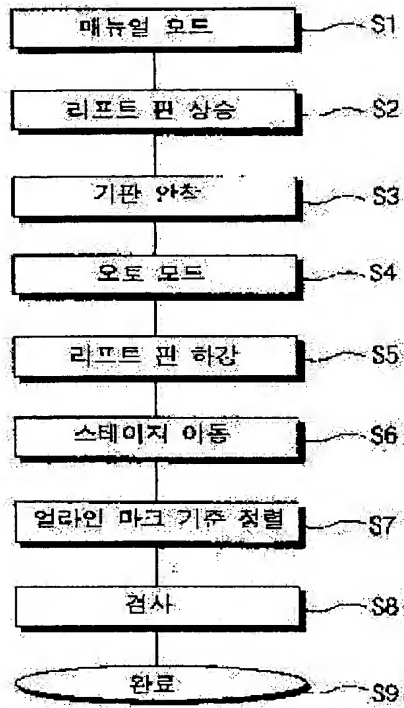 매뉴얼 모드 S1
리프트 핀 상승 S2
기판 안착 S3
오토 모드 S4
리프트 핀 하강 S5
스테이지 이동 S6
얼라인 마크 기준 정렬 S7
검사 S8
완료 S9